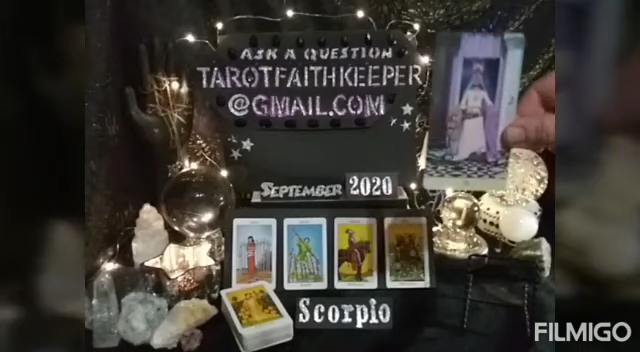 ASK A QUESTION
TAROTFAITHKEEPER
@GMAIL.COM
SEPTEMBER 2020
Scorpio
FILMIGO